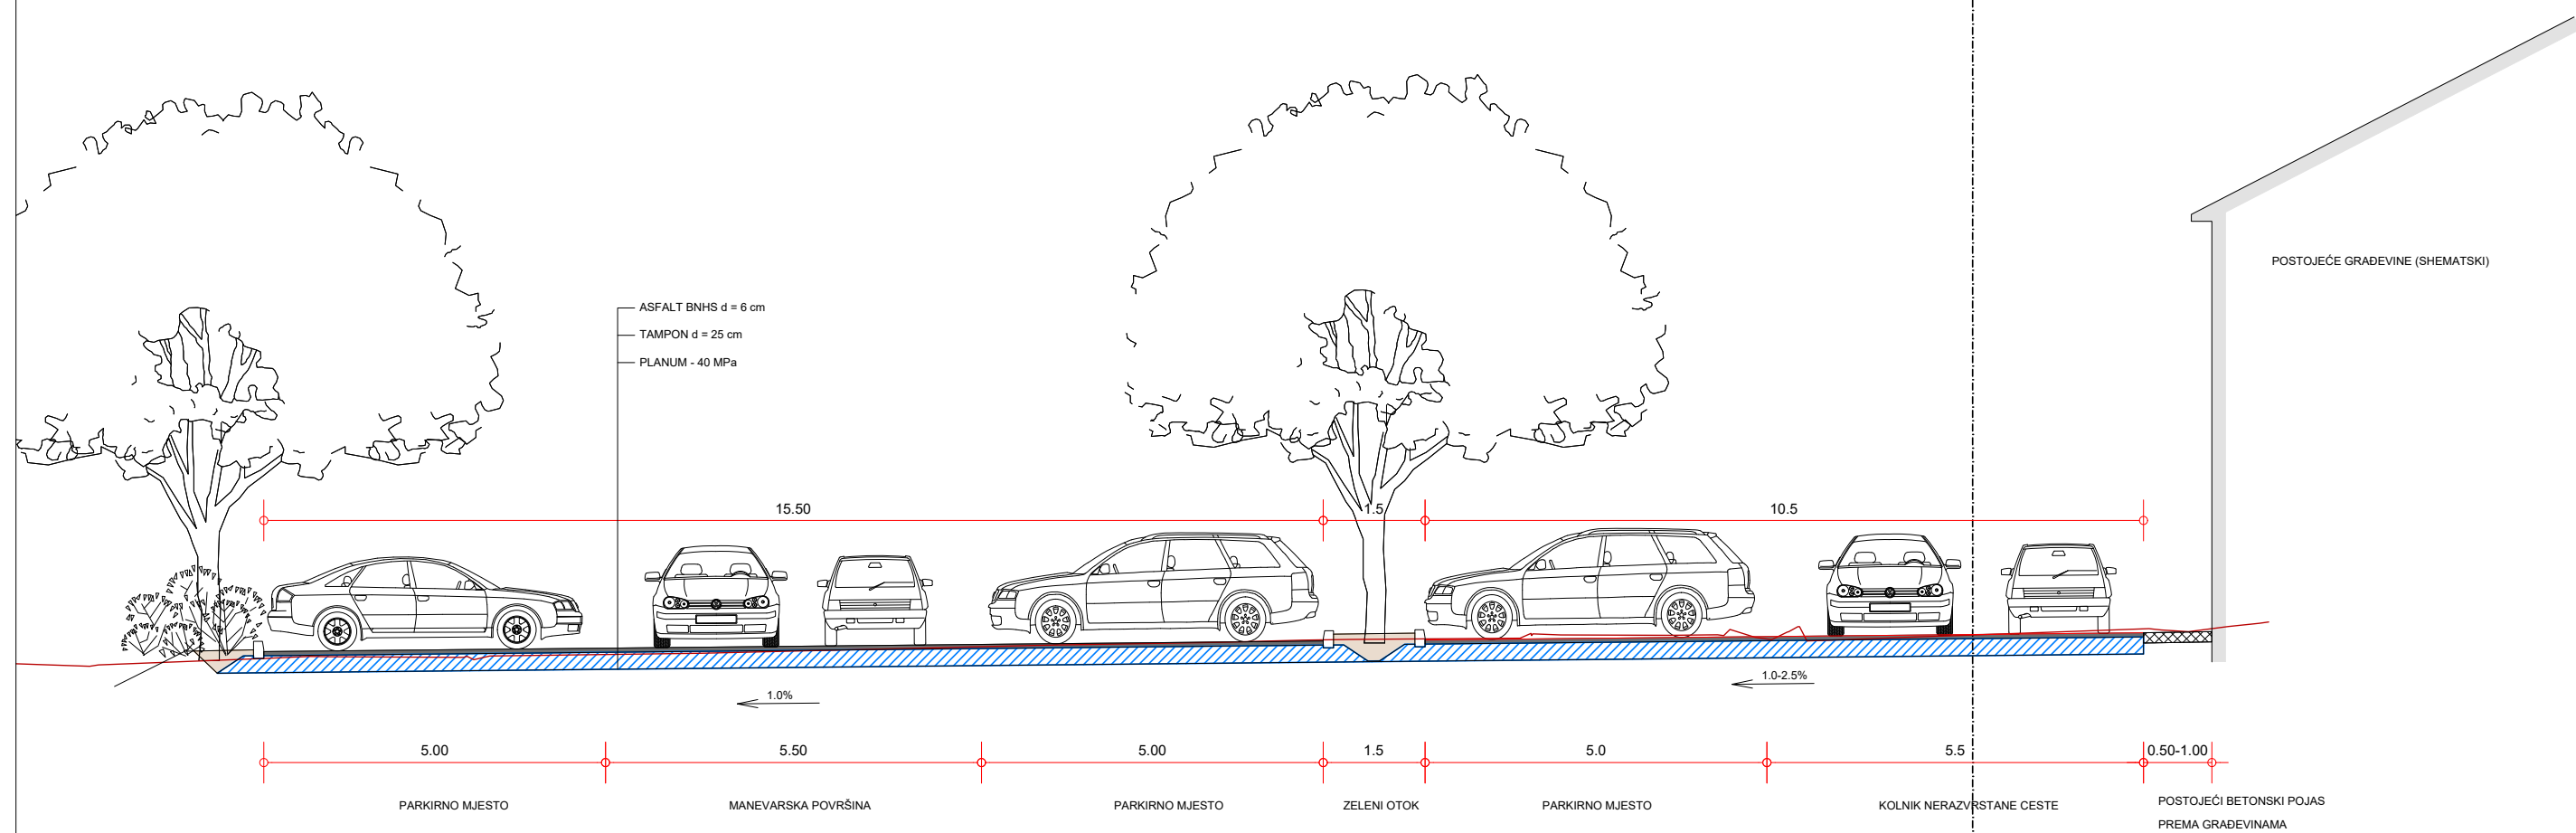 POSTOJEĆE GRAĐEVINE (SHEMATSKI)
ASFALT BNHS d = 6 cm
TAMPON d = 25 cm
PLANUM - 40 MPa
15.50
1.5
10.5
1.0%
1.0-2.5%
5.00
5.50
5.00
1.5
5.0
5.5
0.50-1.00
PARKIRNO MJESTO
MANEVARSKA POVRŠINA
PARKIRNO MJESTO
ZELENI OTOK
PARKIRNO MJESTO
KOLNIK NERAZVRSTANE CESTE
POSTOJEĆI BETONSKI POJAS
PREMA GRAĐEVINAMA